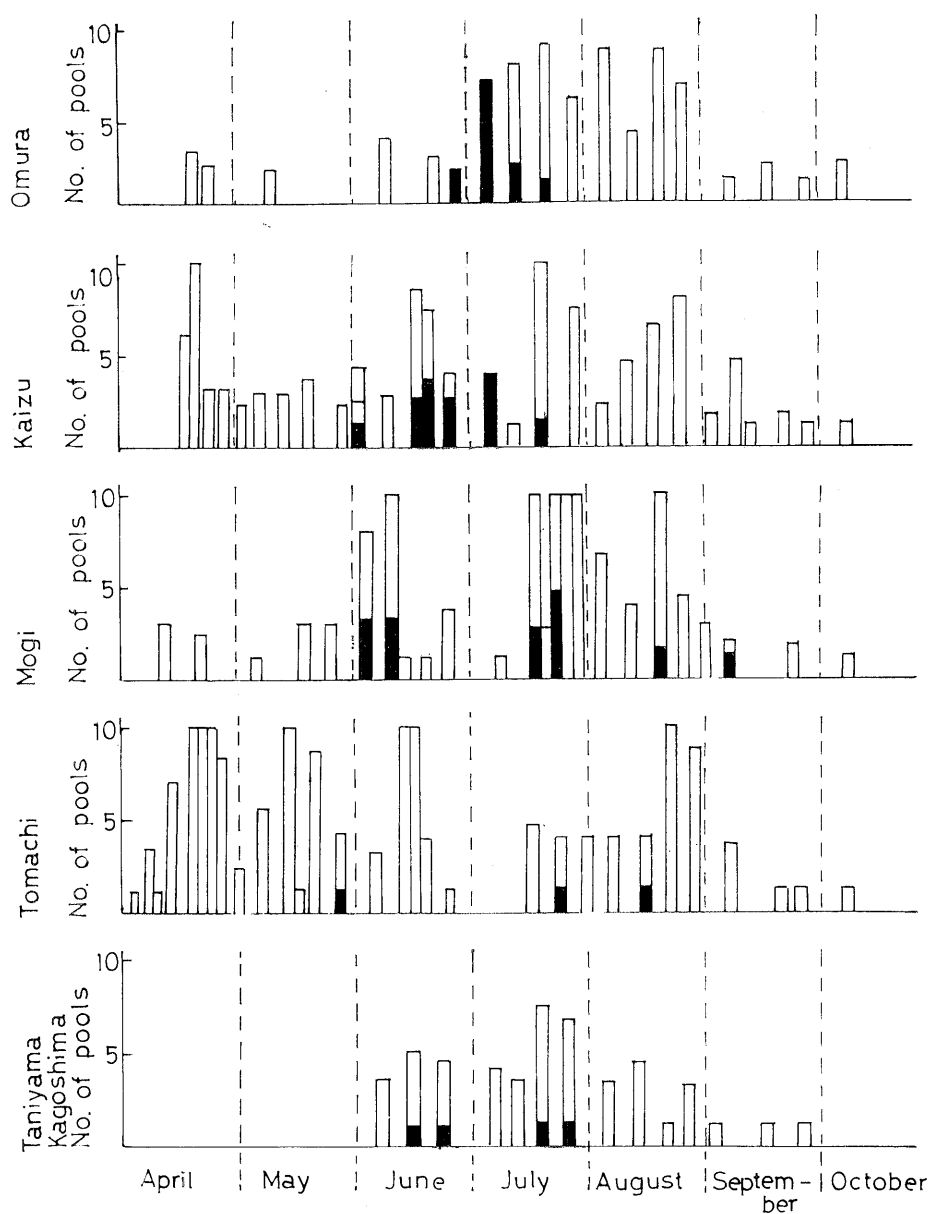 Omura
No. of pools
10
5
Kaizu
No. of pools
10
5
Mogi
No. of pools
10
5
Tomachi
No. of pools
10
5
Taniyama
Kagoshima
No. of pools
10
5
April May June July August Septem- October
ber